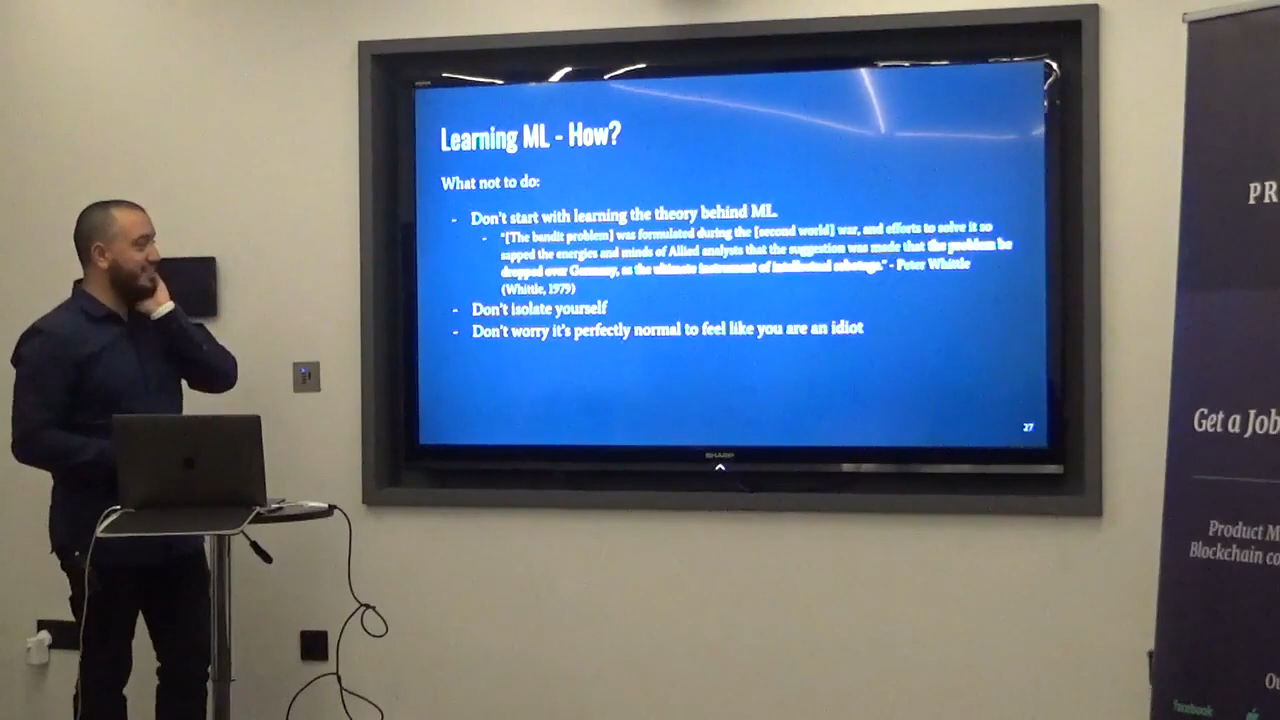 Learning ML - How?
What not to do:
- Don't start with learning the theory behind ML.
- "[The bandit problem] was formulated during the [second world] war, and efforts to solve it so
sapped the energies and minds of Allied analysts that the suggestion was made that the problem be
dropped over Germany, as the ultimate instrument of intellectual sabotage." - Peter Whittle
(Whittle, 1979)
- Don't isolate yourself
- Don't worry it's perfectly normal to feel like you are an idiot
27
SHARP
PR
Get a Job
Product M
Blockchain co
facebook